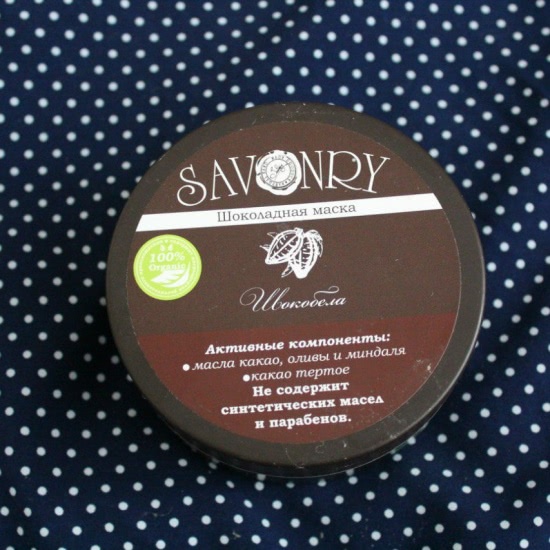 SAVONRY
Шоколадная маска
100%
Organic
Шокобела
Активные компоненты:
•масла какао, оливы и миндаля
•какао тертое
Не содержит
синтетических масел
и парабенов.